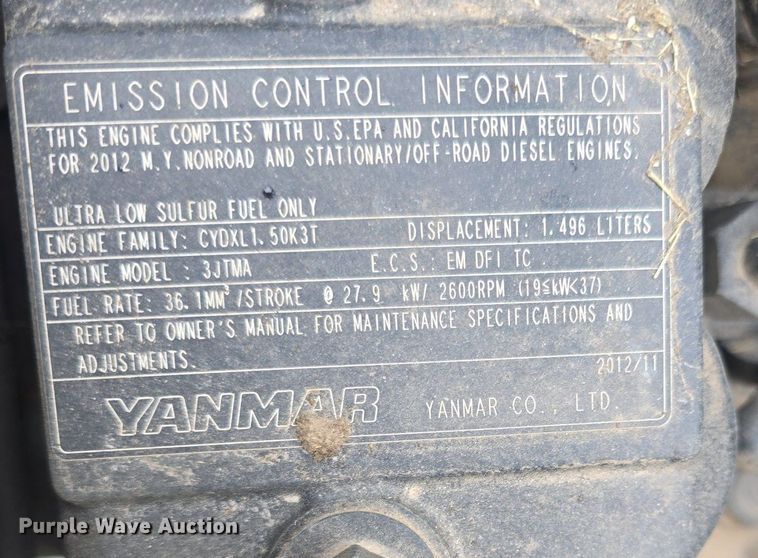 EMISSION CONTROL INFORMATION
THIS ENGINE COMPLIES WITH U.S.EPA AND CALIFORNIA REGULATIONS
FOR 2012 M.Y.NONROAD AND STATIONARY/OFF-ROAD DIESEL ENGINES.
ULTRA LOW SULFUR FUEL ONLY
ENGINE FAMILY: CYDXL1.50K3T DISPLACEMENT: 1.496 LITERS
ENGINE MODEL : 3JTMA E.C.S.: EM DFI TC
FUEL RATE: 36.1MM³/STROKE @ 27.9 kW/ 2600RPM (19≦kW<37)
REFER TO OWNER'S MANUAL FOR MAINTENANCE SPECIFICATIONS AND
ADJUSTMENTS. 2012/11
YANMAR YANMAR CO., LTD.
Purple Wave Auction